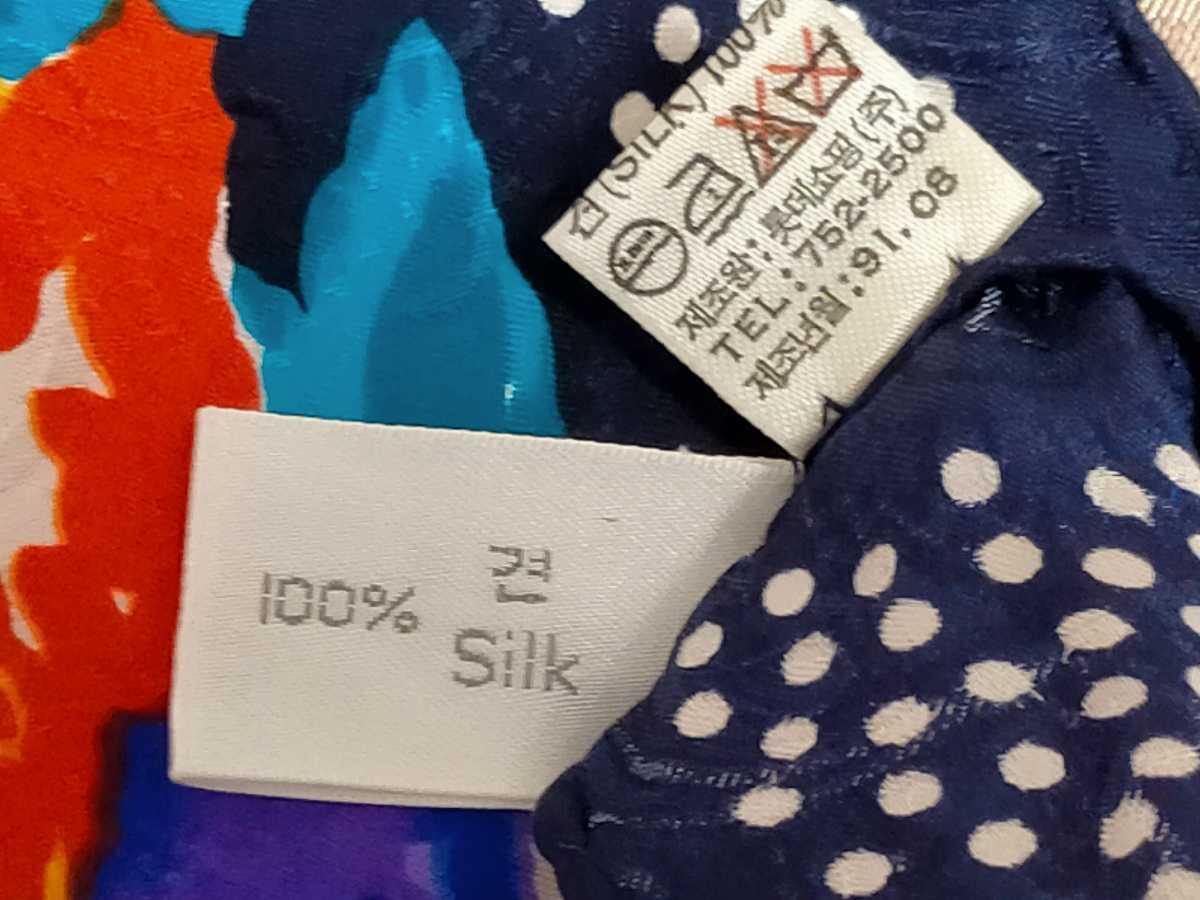 견(SILK)100%
제조원:롯데쇼핑(주)
TEL:752-2500
제조년월:91.08
100% 견
Silk